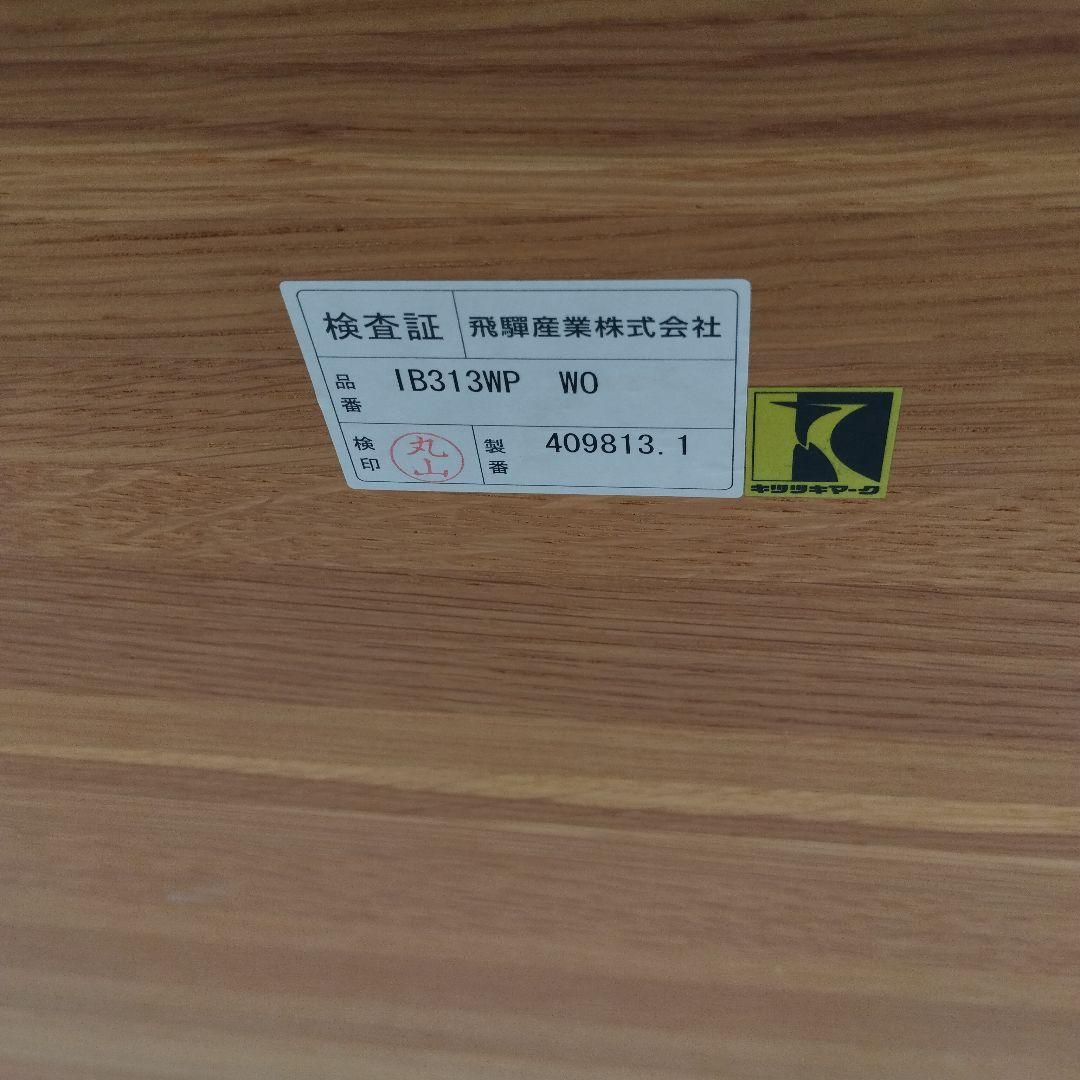 検査証 飛驒産業株式会社
品番 IB313WP WO
検印 丸山 製番 409813.1
キツツキマーク